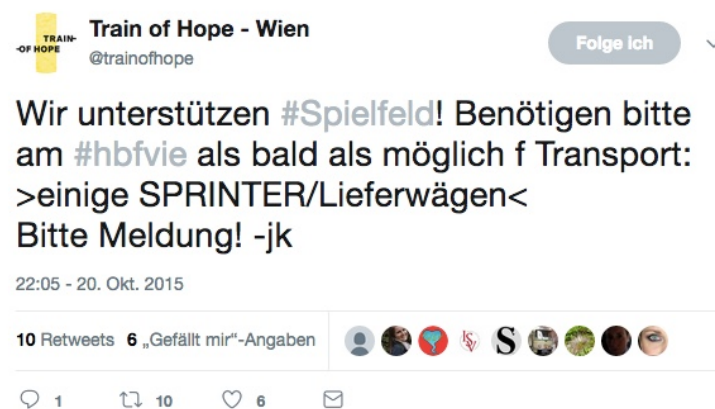 TRAIN-
-OF HOPE
Train of Hope - Wien
@trainofhope
Folge ich
Wir unterstützen #Spielfeld! Benötigen bitte
am #hbfvie als bald als möglich f Transport:
>einige SPRINTER/Lieferwägen<
Bitte Meldung! -jk
22:05 - 20. Okt. 2015
10 Retweets 6 „Gefällt mir“-Angaben
S
1 10 6